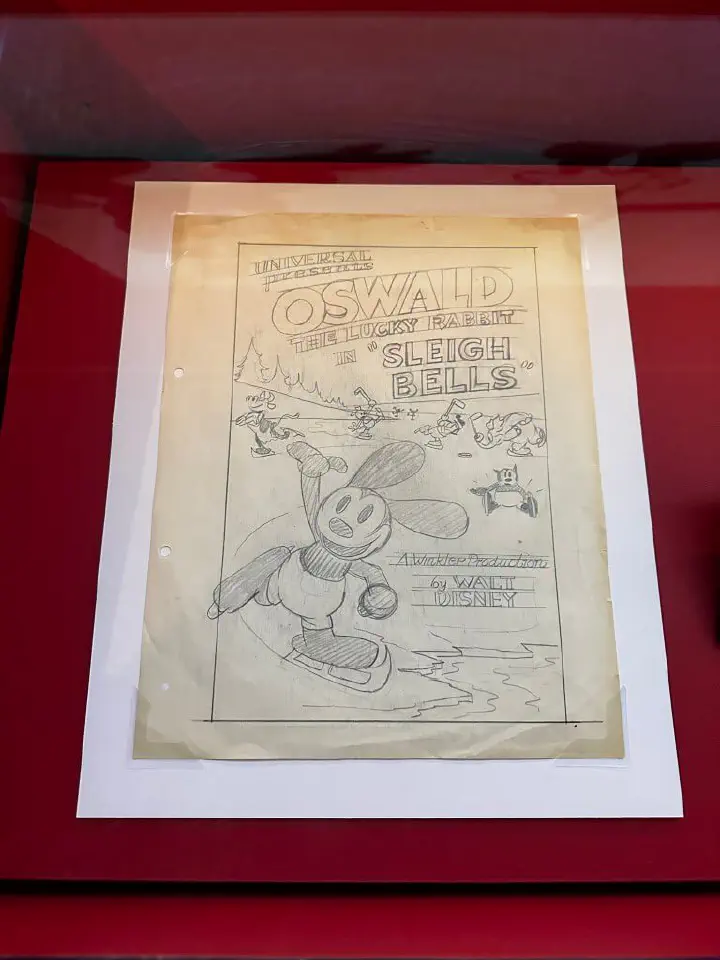 UNIVERSAL
presents
OSWALD
THE LUCKY RABBIT
IN "SLEIGH
BELLS"
A Winkler Production
by WALT
DISNEY